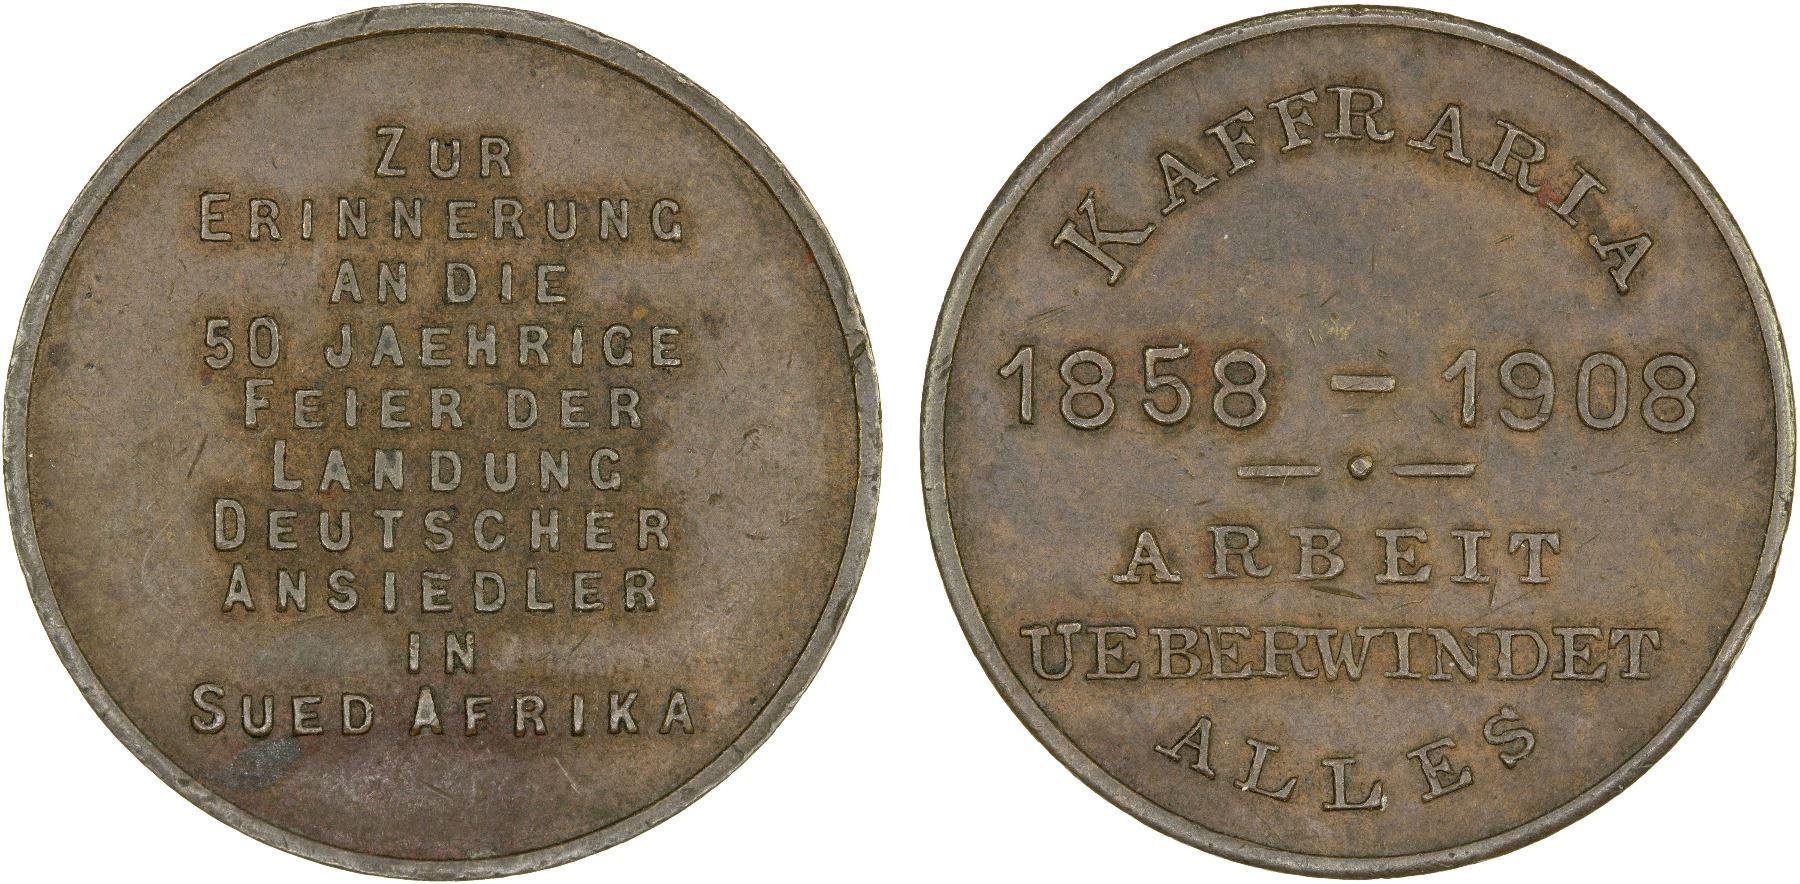 ZUR
ERINNERUNG
AN DIE
50 JAEHRIGE
FEIER DER
LANDUNG
DEUTSCHER
ANSIEDLER
IN
SUED AFRIKA
KAFFRARIA
1858 - 1908
ARBEIT
UEBERWINDET
ALLES